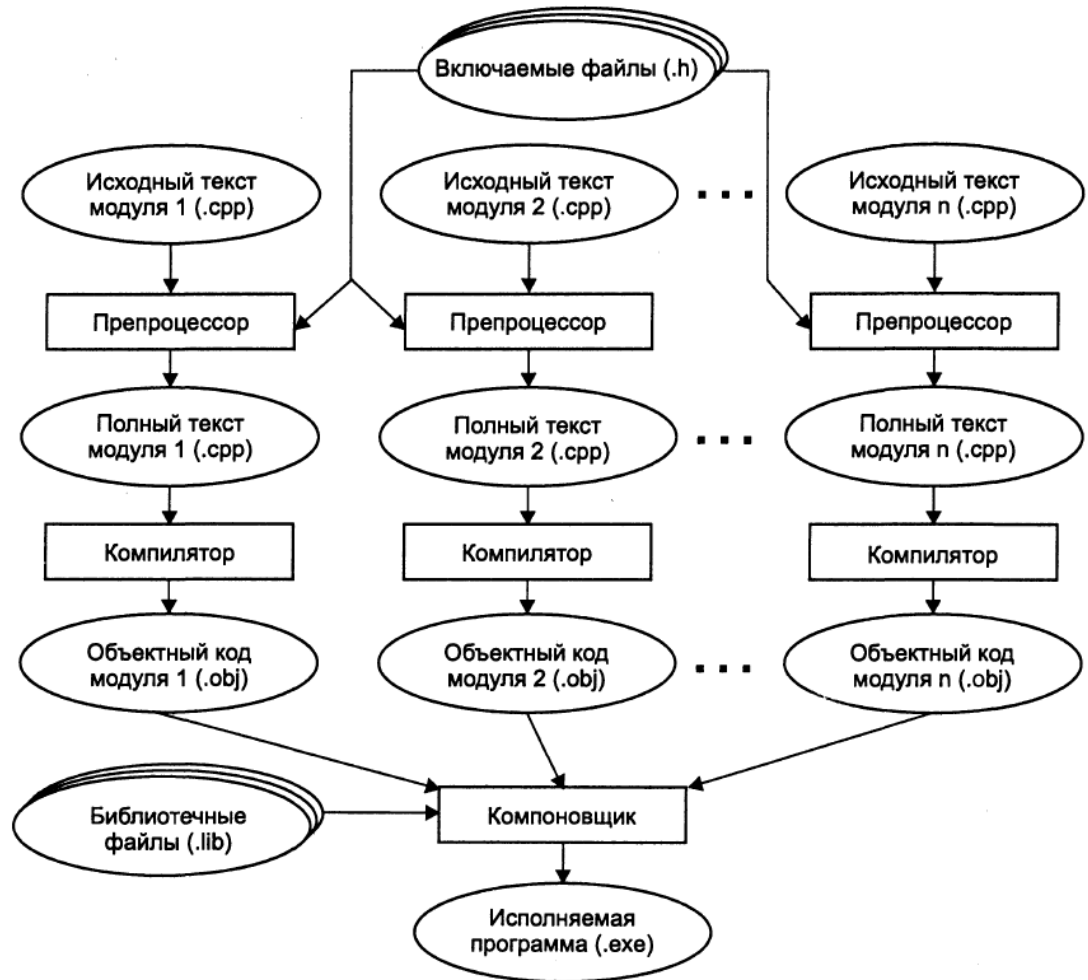 Включаемые файлы (.h)
Исходный текст
модуля 1 (.cpp)
Исходный текст
модуля 2 (.cpp)
...
Исходный текст
модуля n (.cpp)
Препроцессор
Препроцессор
Препроцессор
Полный текст
модуля 1 (.cpp)
Полный текст
модуля 2 (.cpp)
...
Полный текст
модуля n (.cpp)
Компилятор
Компилятор
Компилятор
Объектный код
модуля 1 (.obj)
Объектный код
модуля 2 (.obj)
...
Объектный код
модуля n (.obj)
Библиотечные
файлы (.lib)
Компоновщик
Исполняемая
программа (.exe)